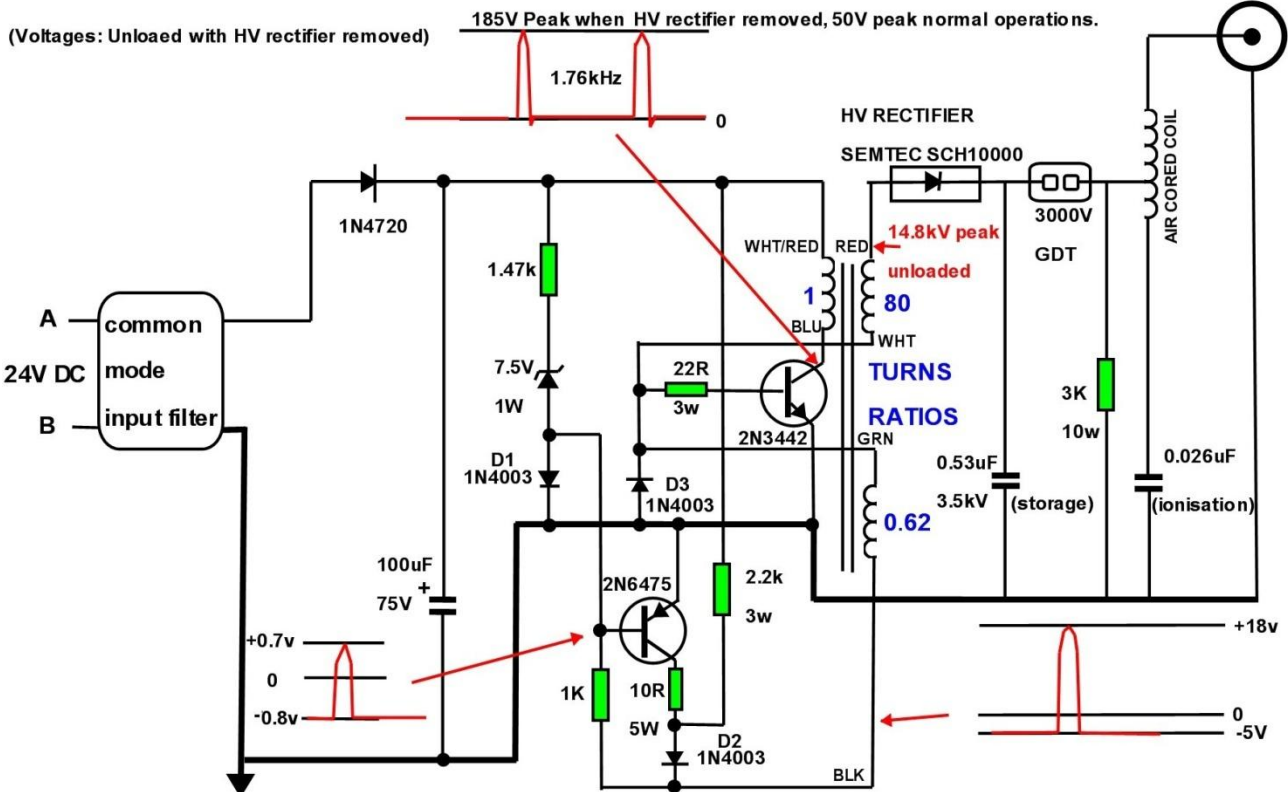 185V Peak when HV rectifier removed, 50V peak normal operations.
(Voltages: Unloaed with HV rectifier removed)
1.76kHz
0
HV RECTIFIER
SEMTEC SCH10000
AIR CORED COIL
1N4720
3000V
GDT
1.47k
WHT/RED
RED
14.8kV peak
unloaded
1
80
BLU
WHT
A
24V DC
B
common
mode
input filter
7.5V
1W
22R
3w
TURNS
RATIOS
3K
10w
2N3442
GRN
D1
1N4003
D3
1N4003
0.53uF
3.5kV
(storage)
0.026uF
(ionisation)
0.62
100uF
+
75V
2N6475
2.2k
3w
+0.7v
0
-0.8v
+18v
0
-5V
1K
10R
5W
D2
1N4003
BLK